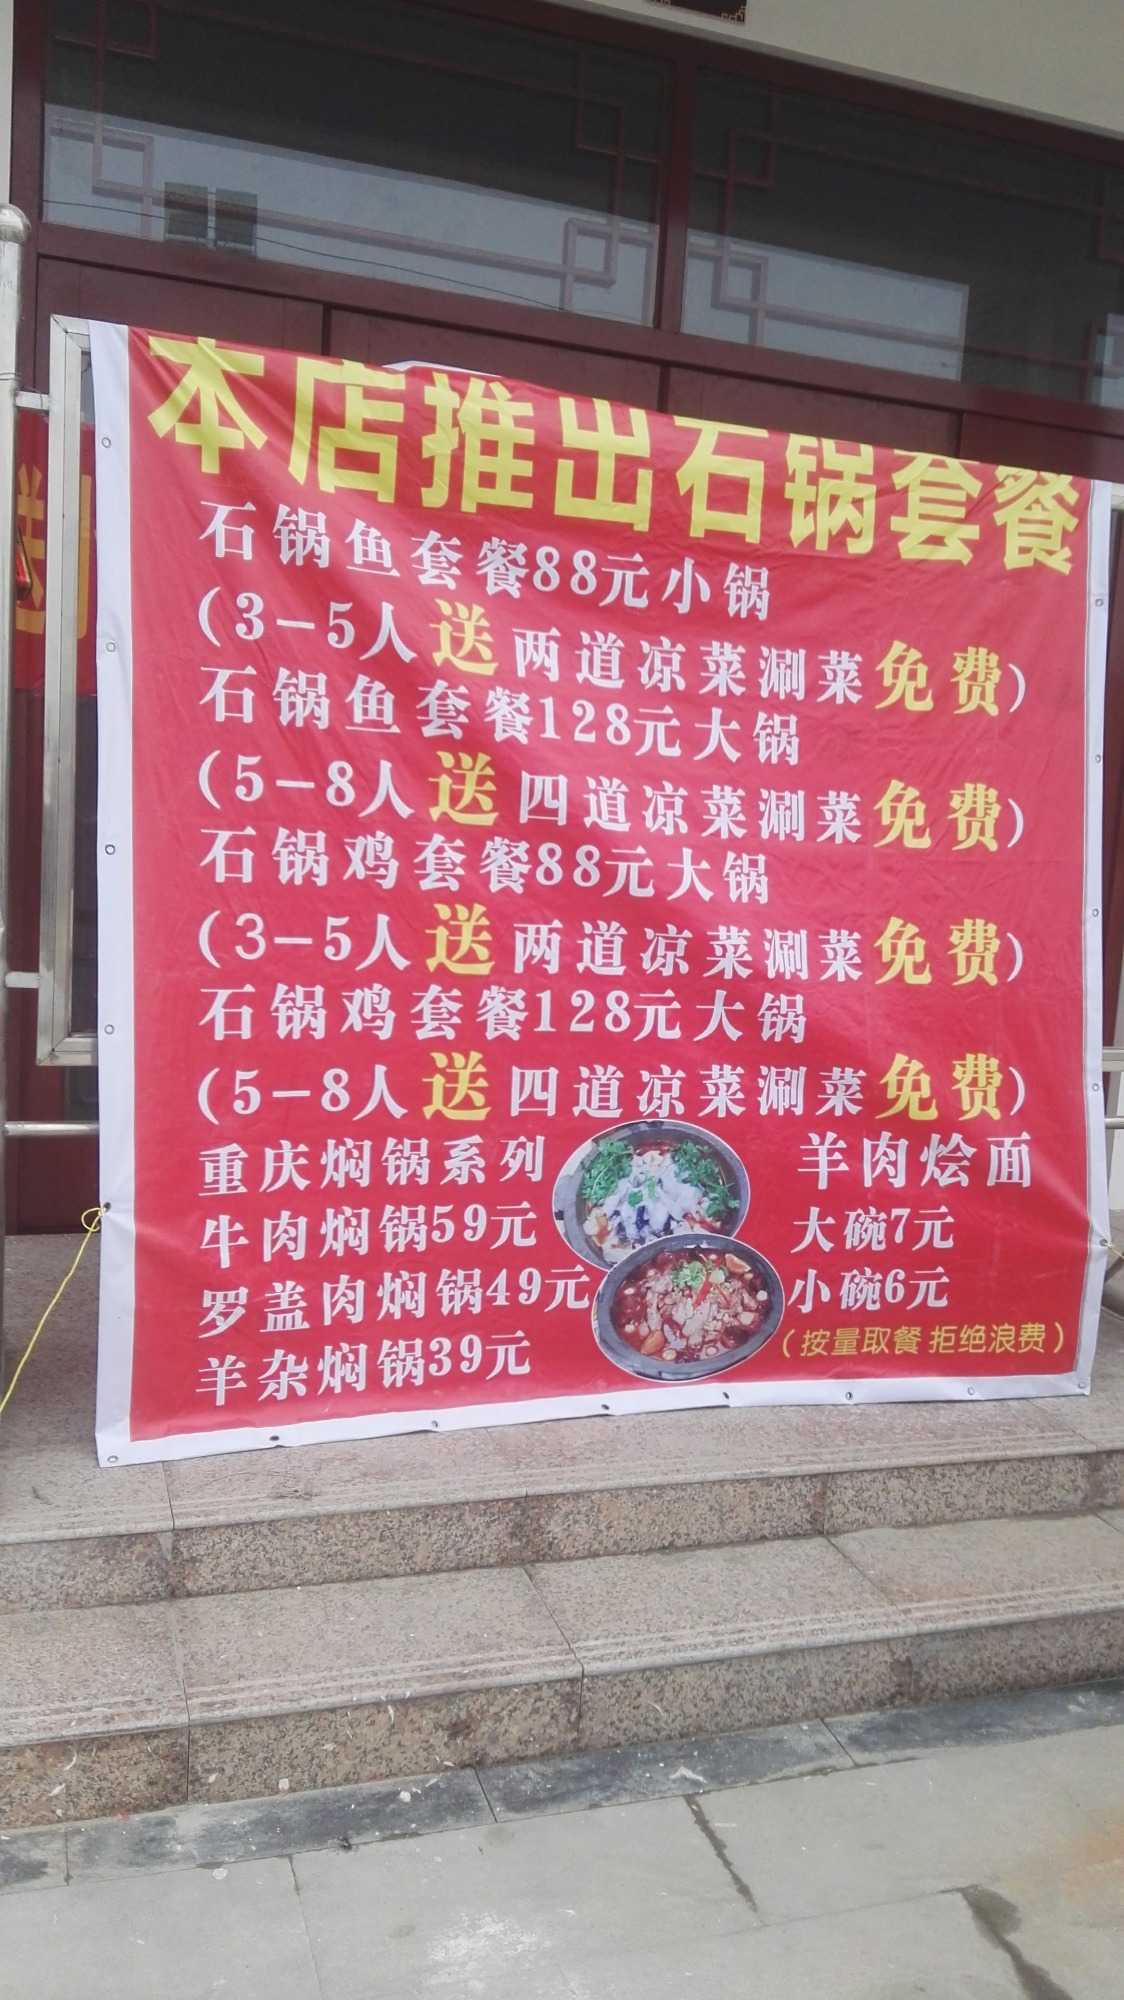 本店推出石锅套餐
石锅鱼套餐88元小锅
(3-5人送两道凉菜涮菜免费)
石锅鱼套餐128元大锅
(5-8人送四道凉菜涮菜免费)
石锅鸡套餐88元大锅
(3-5人送两道凉菜涮菜免费)
石锅鸡套餐128元大锅
(5-8人送四道凉菜涮菜免费)
重庆焖锅系列
牛肉焖锅59元
罗盖肉焖锅49元
羊杂焖锅39元
羊肉烩面
大碗7元
小碗6元
(按量取餐 拒绝浪费)
送